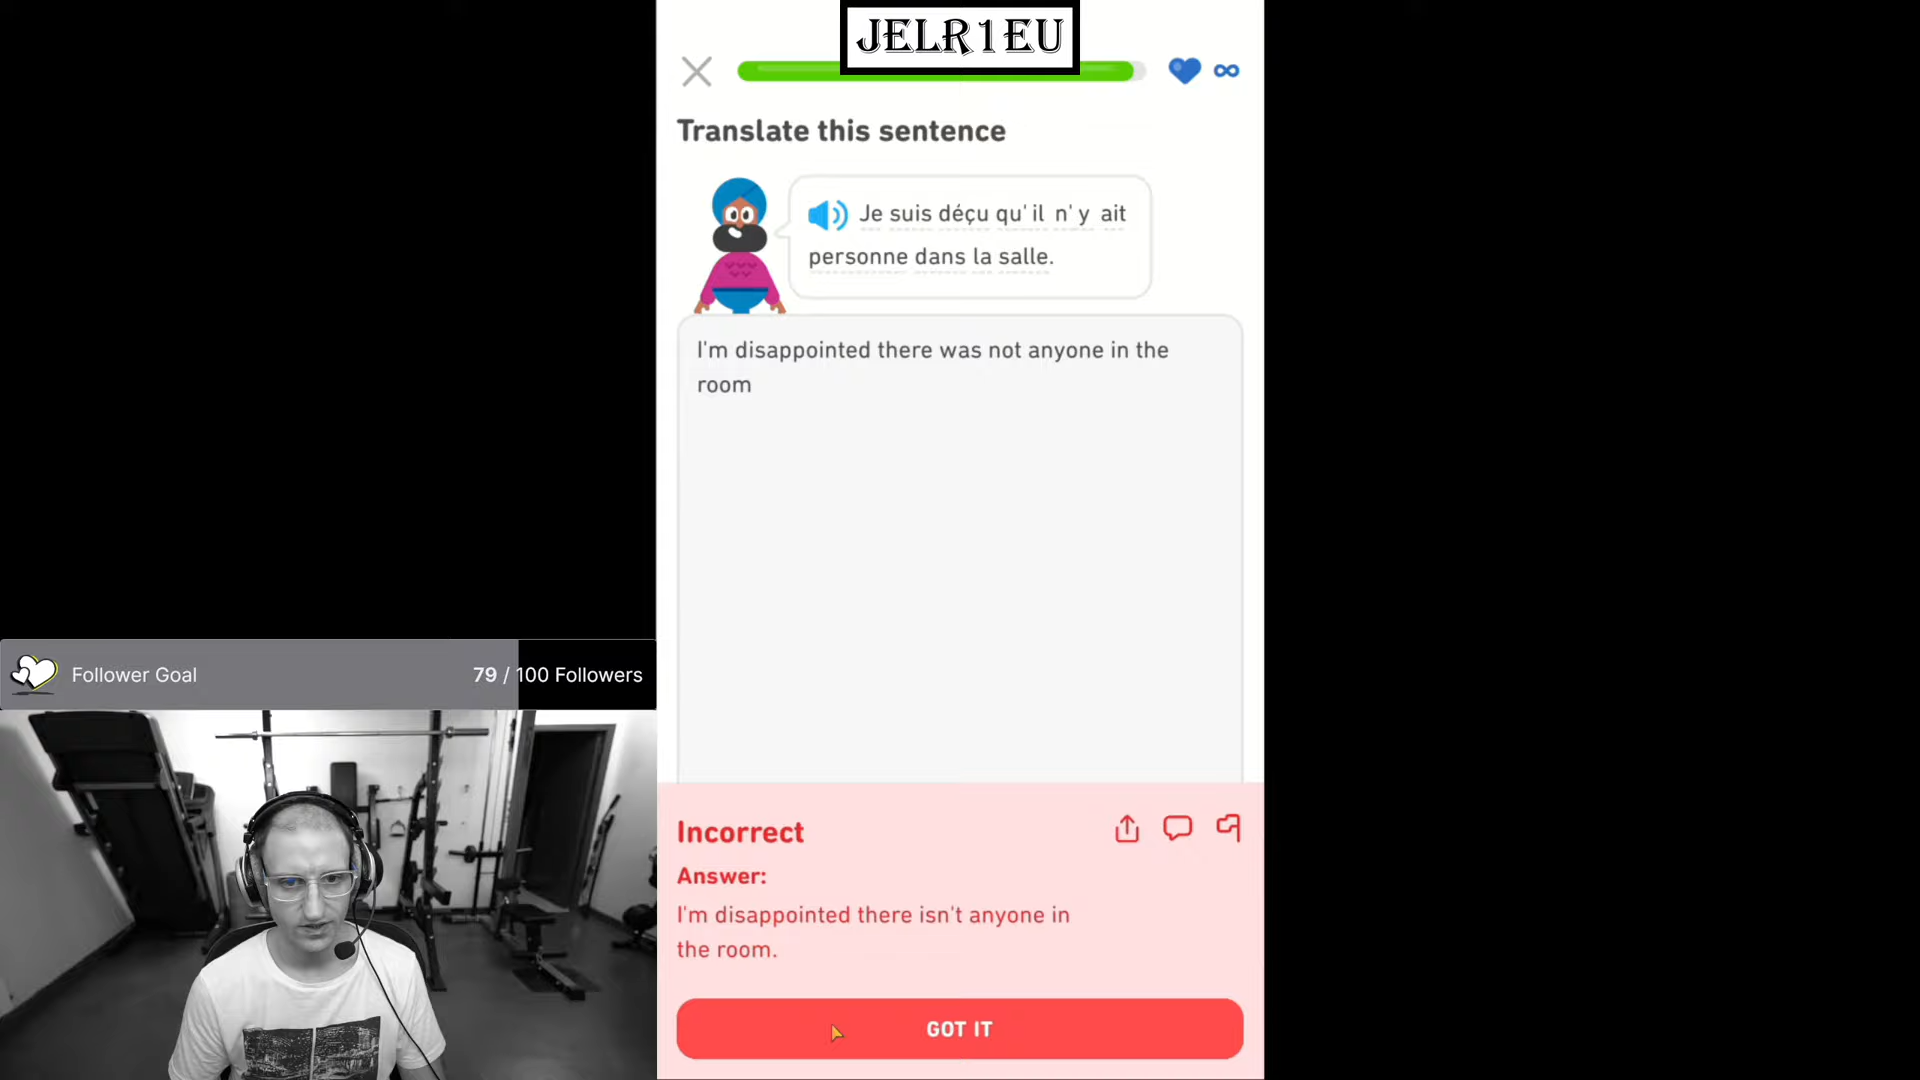 JELR1EU
Translate this sentence
Je suis déçu qu'il n'y ait
personne dans la salle.
I'm disappointed there was not anyone in the
room
Follower Goal
79 / 100 Followers
Incorrect
Answer:
I'm disappointed there isn't anyone in
the room.
GOT IT